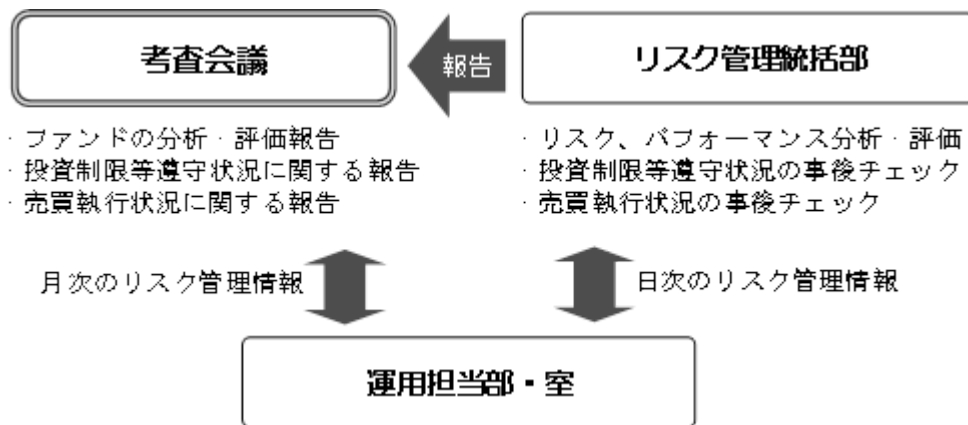 考査会議
報告
リスク管理統括部
・ファンドの分析・評価報告
・投資制限等遵守状況に関する報告
・売買執行状況に関する報告
・リスク、パフォーマンス分析・評価
・投資制限等遵守状況の事後チェック
・売買執行状況の事後チェック
月次のリスク管理情報
日次のリスク管理情報
運用担当部・室